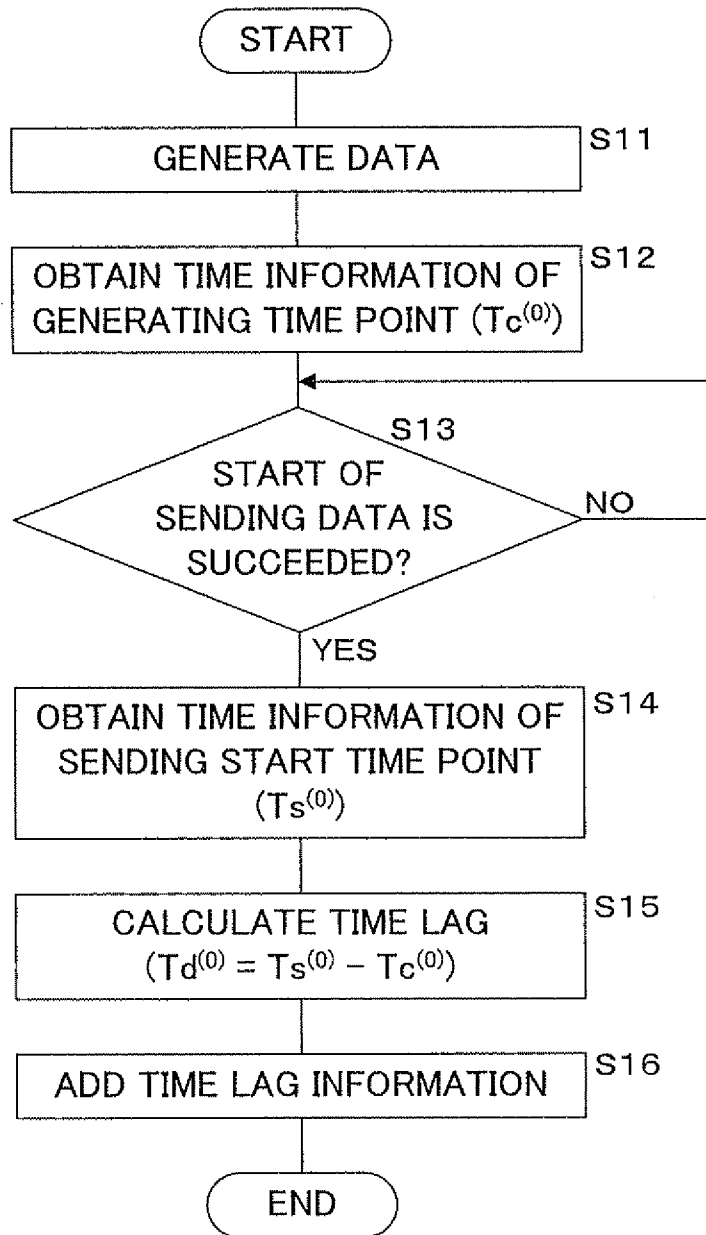 START
S11
GENERATE DATA
S12
OBTAIN TIME INFORMATION OF
GENERATING TIME POINT (Tc⁽⁰⁾)
S13
START OF
SENDING DATA IS
SUCCEEDED?
NO
YES
S14
OBTAIN TIME INFORMATION OF
SENDING START TIME POINT
(Ts⁽⁰⁾)
S15
CALCULATE TIME LAG
(Td⁽⁰⁾ = Ts⁽⁰⁾ − Tc⁽⁰⁾)
S16
ADD TIME LAG INFORMATION
END